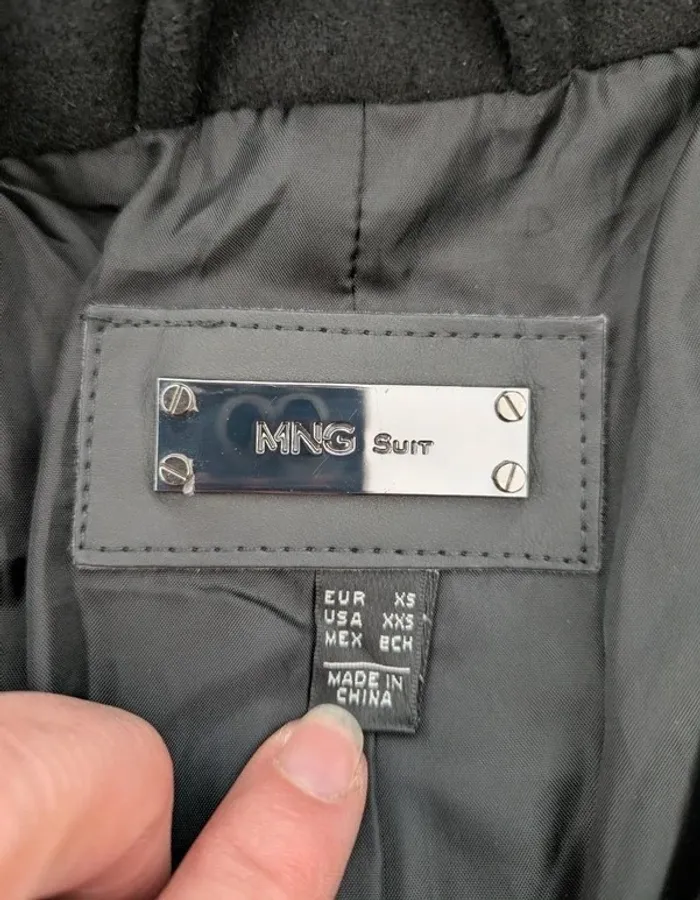 MNG SUIT
EUR XS
USA XXS
MEX ECH
MADE IN
CHINA